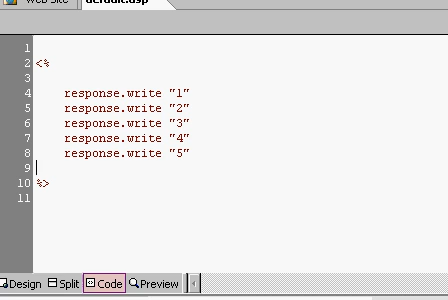 Web Site default.asp
1
2 <%
3
4 response.write "1"
5 response.write "2"
6 response.write "3"
7 response.write "4"
8 response.write "5"
9
10 %>
11
Design Split Code Preview